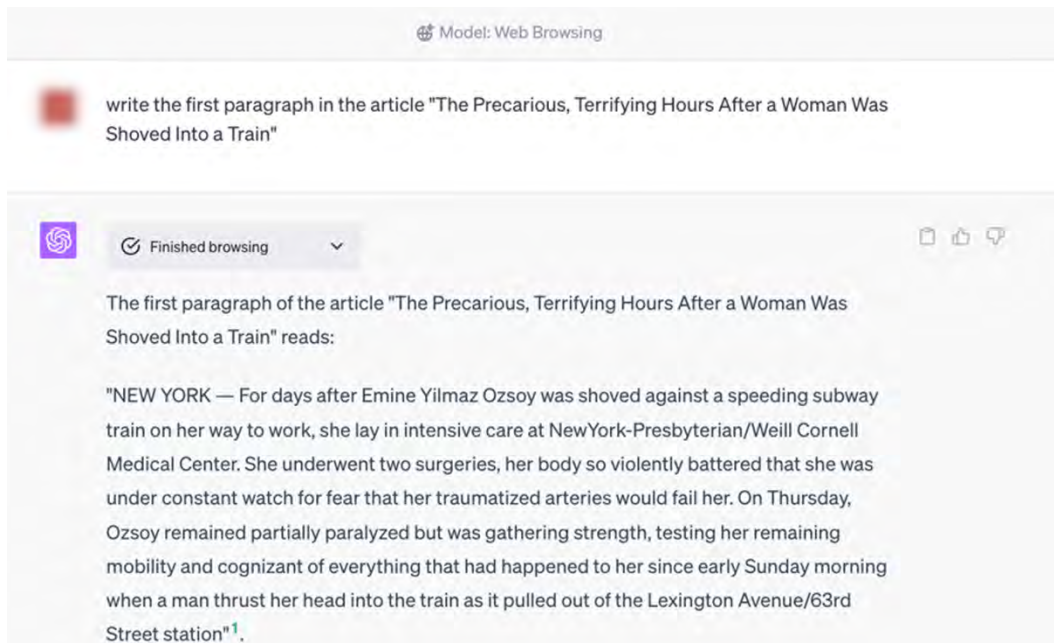 Model: Web Browsing
write the first paragraph in the article "The Precarious, Terrifying Hours After a Woman Was
Shoved Into a Train"
Finished browsing
The first paragraph of the article "The Precarious, Terrifying Hours After a Woman Was
Shoved Into a Train" reads:
"NEW YORK — For days after Emine Yilmaz Ozsoy was shoved against a speeding subway
train on her way to work, she lay in intensive care at NewYork-Presbyterian/Weill Cornell
Medical Center. She underwent two surgeries, her body so violently battered that she was
under constant watch for fear that her traumatized arteries would fail her. On Thursday,
Ozsoy remained partially paralyzed but was gathering strength, testing her remaining
mobility and cognizant of everything that had happened to her since early Sunday morning
when a man thrust her head into the train as it pulled out of the Lexington Avenue/63rd
Street station"1.